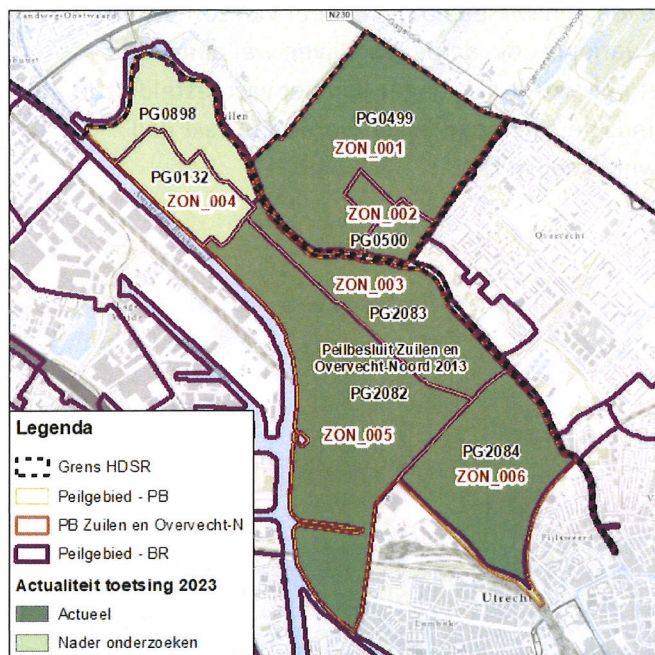 Zandweg-Oostwaard
N230
PG0898
PG0499
ZON_001
PG0132
ZON_004
ZON_002
PG0500
Overvecht
ZON_003
PG2083
Peilbesluit Zuilen en
Overvecht-Noord 2013
PG2082
ZON_005
PG2084
ZON_006
Pijlsweerd
Utrecht
Lombok
Legenda
Grens HDSR
Peilgebied - PB
PB Zuilen en Overvecht-N
Peilgebied - BR
Actualiteit toetsing 2023
Actueel
Nader onderzoeken